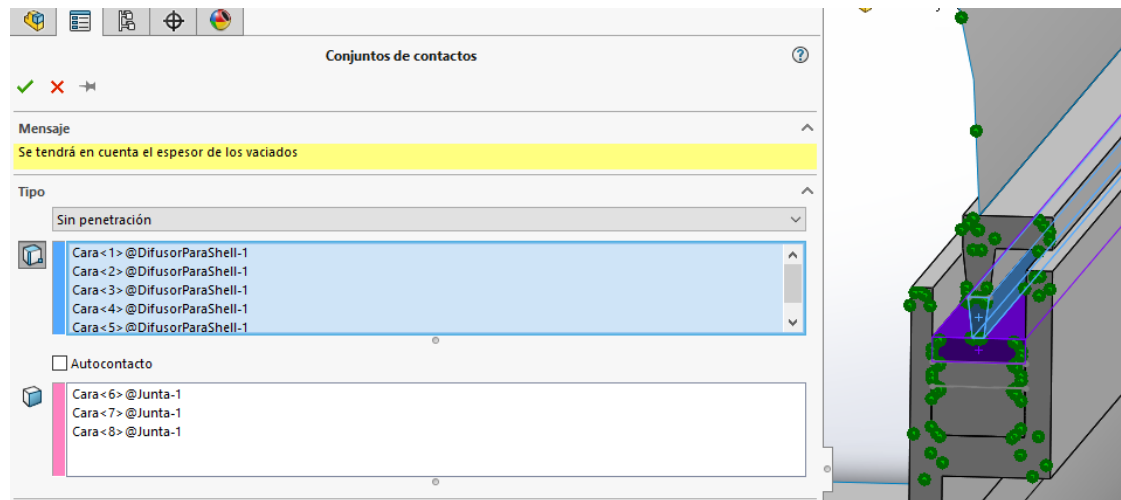 Conjuntos de contactos
Mensaje
Se tendrá en cuenta el espesor de los vaciados
Tipo
Sin penetración
Cara<1>@DifusorParaShell-1
Cara<2>@DifusorParaShell-1
Cara<3>@DifusorParaShell-1
Cara<4>@DifusorParaShell-1
Cara<5>@DifusorParaShell-1
Autocontacto
Cara<6>@Junta-1
Cara<7>@Junta-1
Cara<8>@Junta-1